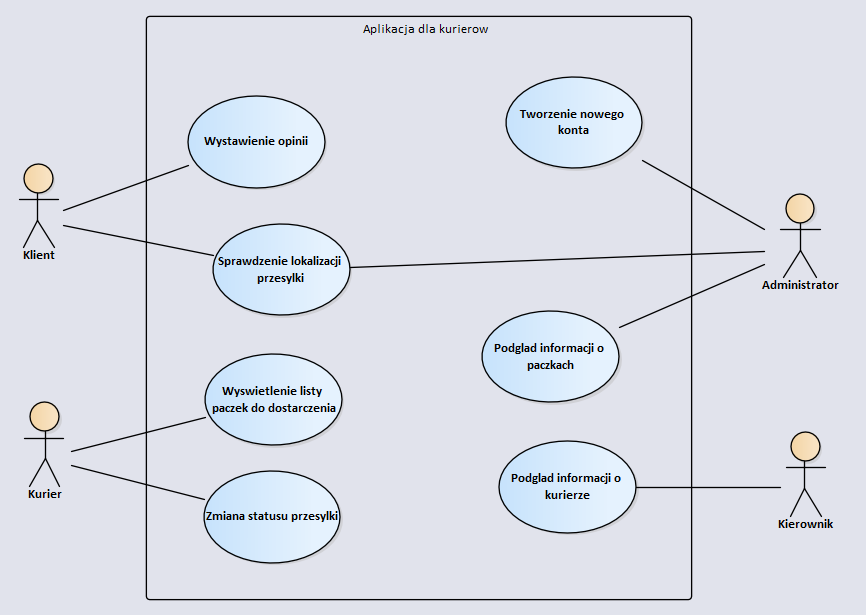 Aplikacja dla kurierow
Tworzenie nowego
konta
Wystawienie opinii
Klient
Sprawdzenie lokalizacji
przesylki
Administrator
Podglad informacji o
paczkach
Wyswietlenie listy
paczek do dostarczenia
Podglad informacji o
kurierze
Kurier
Zmiana statusu przesylki
Kierownik